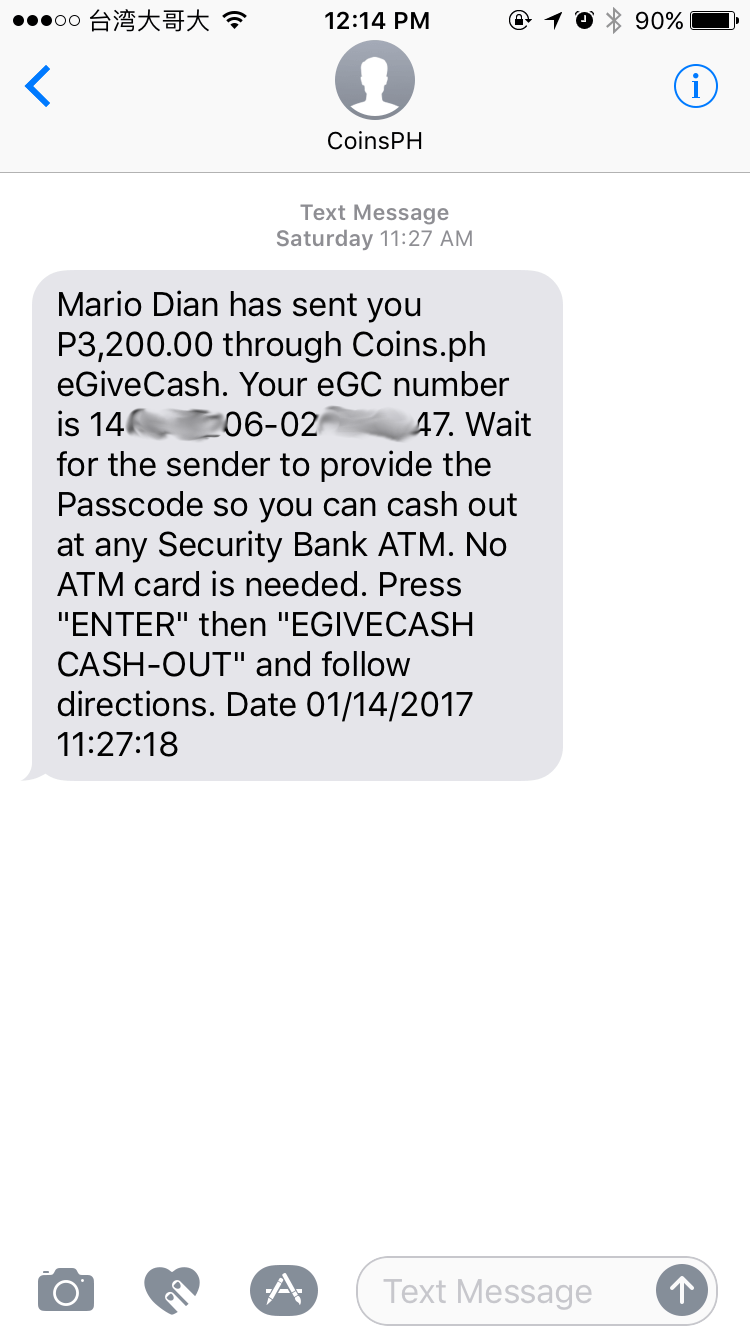 台湾大哥大 12:14 PM 90%
CoinsPH
Text Message
Saturday 11:27 AM
Mario Dian has sent you
P3,200.00 through Coins.ph
eGiveCash. Your eGC number
is 14 06-02 47. Wait
for the sender to provide the
Passcode so you can cash out
at any Security Bank ATM. No
ATM card is needed. Press
"ENTER" then "EGIVECASH
CASH-OUT" and follow
directions. Date 01/14/2017
11:27:18
Text Message